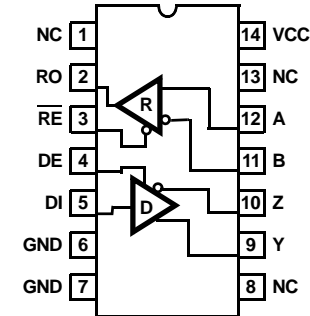 NC 1 14 VCC
RO 2 13 NC
R
R̅E̅ 3 12 A
DE 4 11 B
DI 5 10 Z
D
GND 6 9 Y
GND 7 8 NC